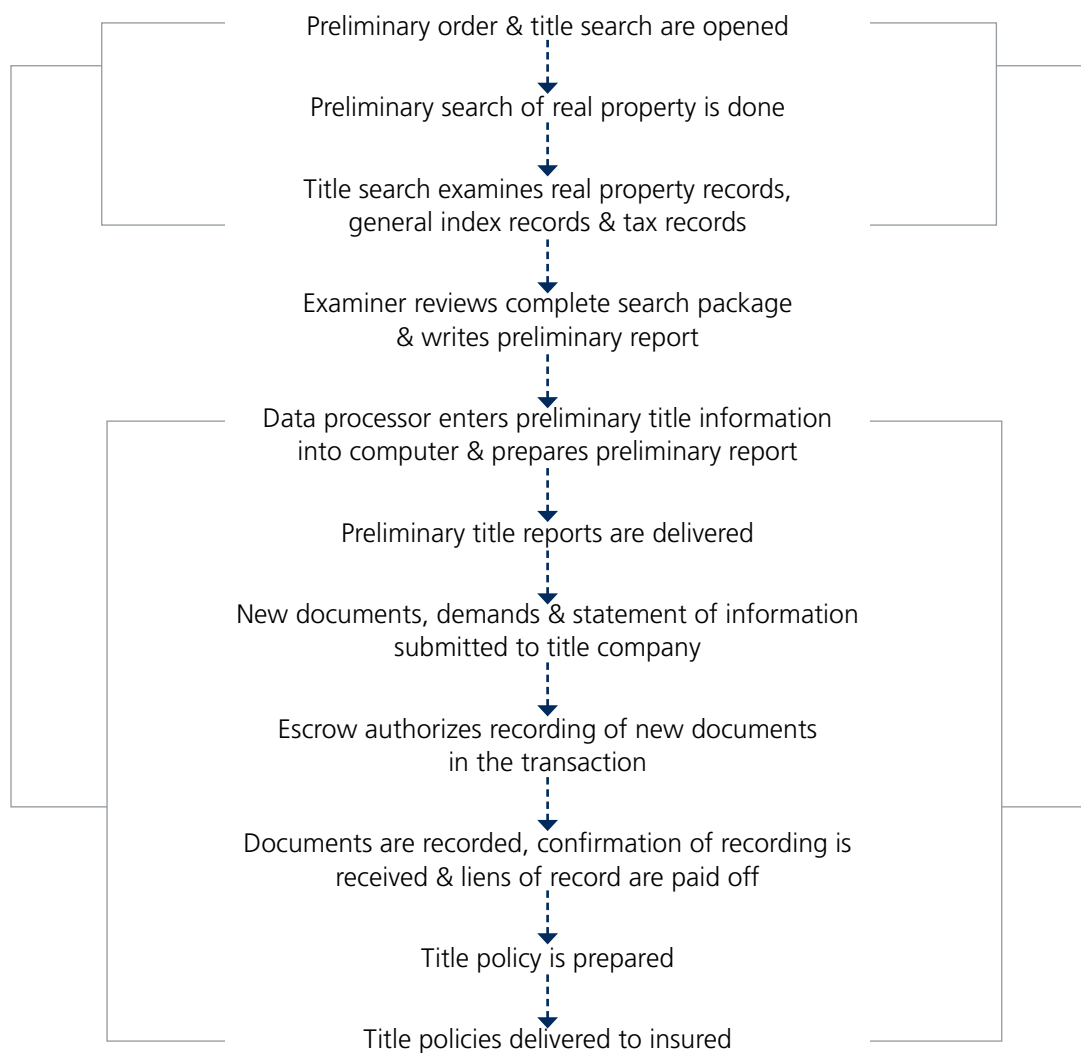 Preliminary order & title search are opened
Preliminary search of real property is done
Title search examines real property records,
general index records & tax records
Examiner reviews complete search package
& writes preliminary report
Data processor enters preliminary title information
into computer & prepares preliminary report
Preliminary title reports are delivered
New documents, demands & statement of information
submitted to title company
Escrow authorizes recording of new documents
in the transaction
Documents are recorded, confirmation of recording is
received & liens of record are paid off
Title policy is prepared
Title policies delivered to insured